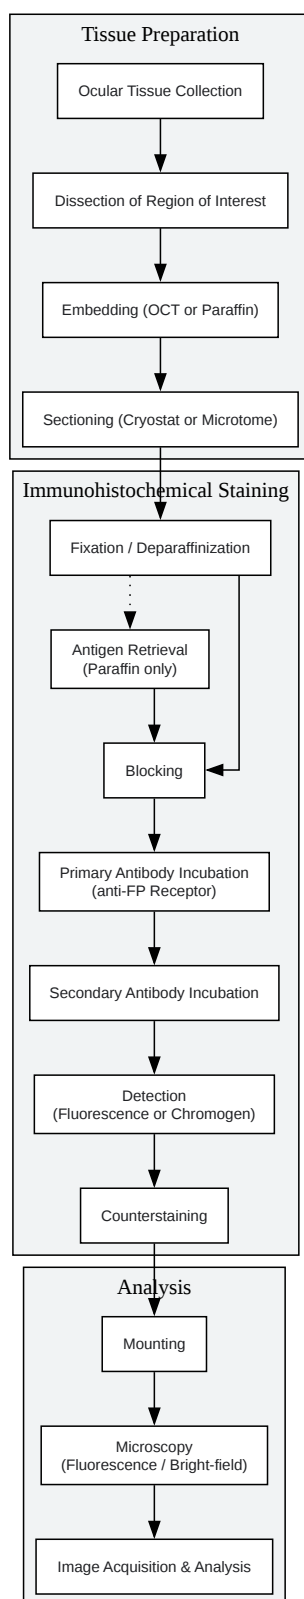 Tissue Preparation
Ocular Tissue Collection
Dissection of Region of Interest
Embedding (OCT or Paraffin)
Sectioning (Cryostat or Microtome)
Immunohistochemical Staining
Fixation / Deparaffinization
Antigen Retrieval
(Paraffin only)
Blocking
Primary Antibody Incubation
(anti-FP Receptor)
Secondary Antibody Incubation
Detection
(Fluorescence or Chromogen)
Counterstaining
Analysis
Mounting
Microscopy
(Fluorescence / Bright-field)
Image Acquisition & Analysis